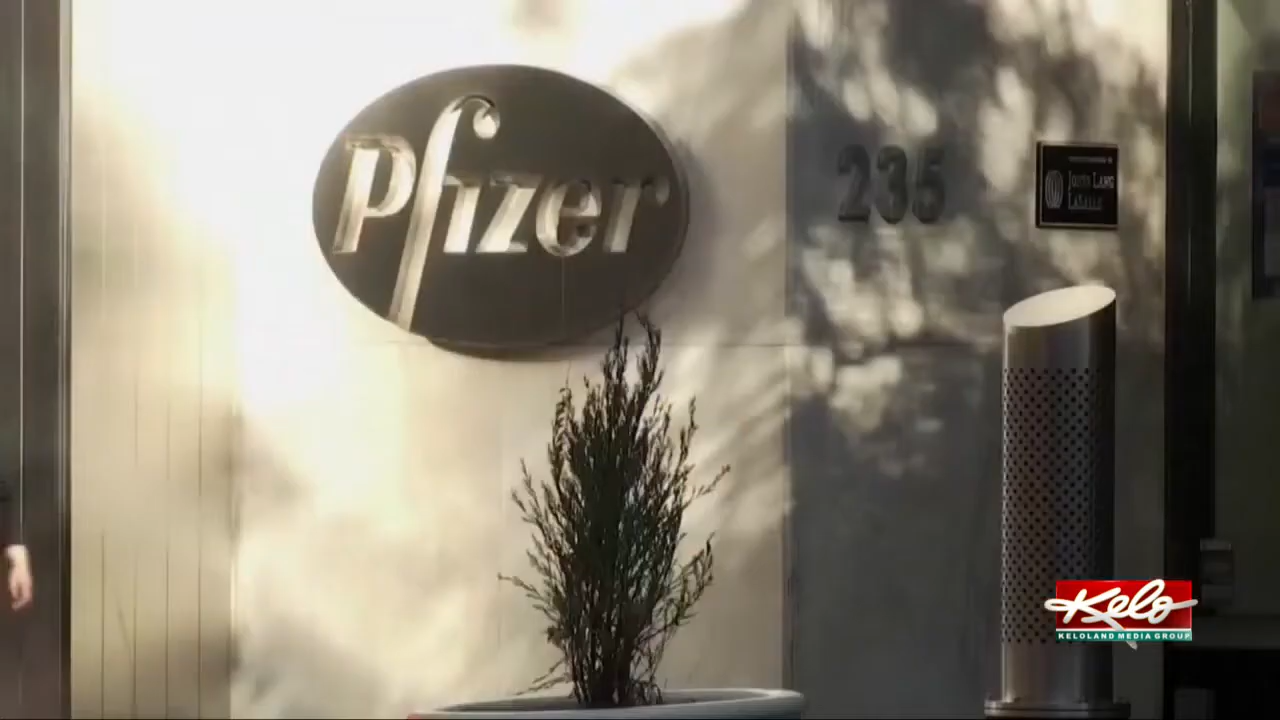 Pfizer
235
JONES LANG
LASALLE
Kelo
KELOLAND MEDIA GROUP